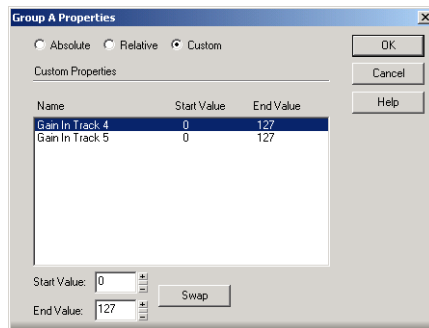 Group A Properties
Absolute Relative Custom
OK
Custom Properties
Cancel
Help
Name Start Value End Value
Gain In Track 4 0 127
Gain In Track 5 0 127
Start Value: 0
Swap
End Value: 127